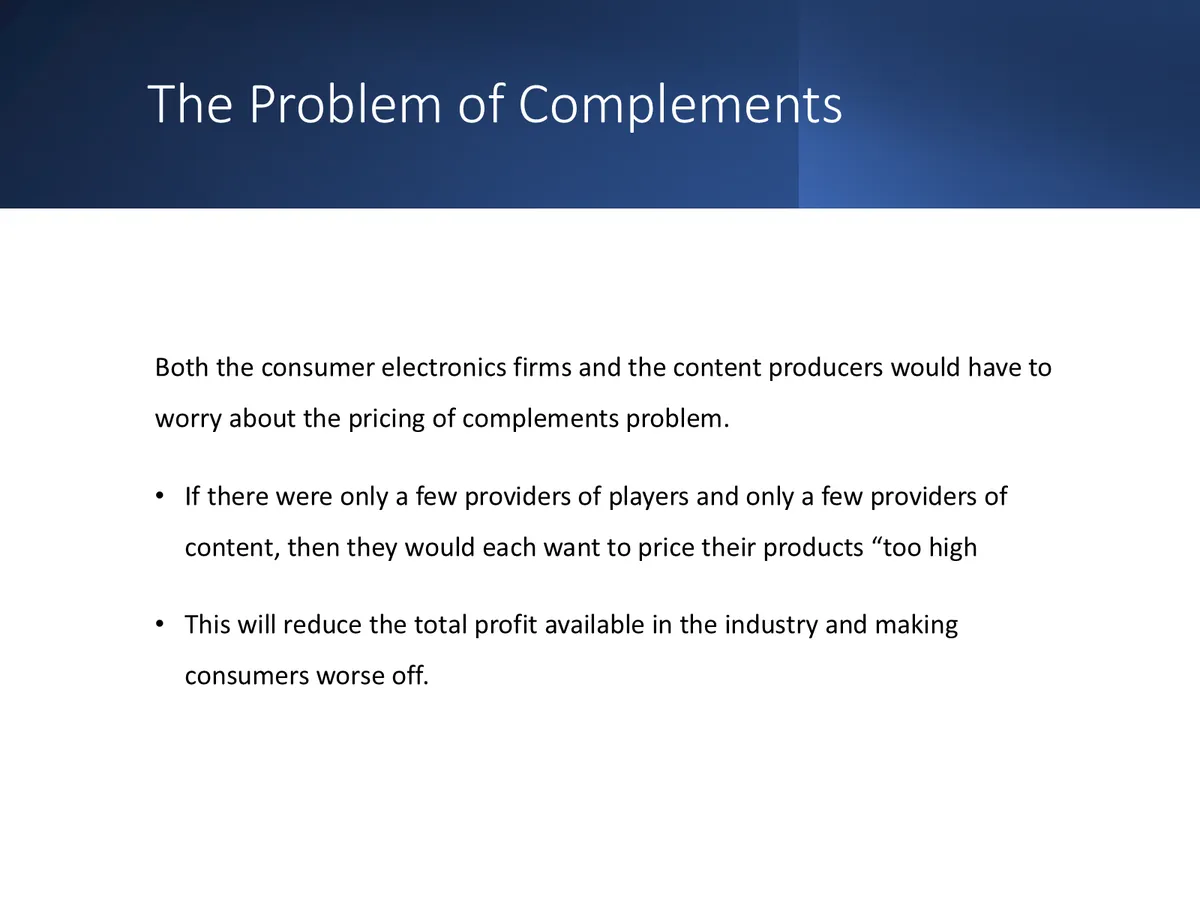 The Problem of Complements
Both the consumer electronics firms and the content producers would have to
worry about the pricing of complements problem.
• If there were only a few providers of players and only a few providers of
content, then they would each want to price their products “too high
• This will reduce the total profit available in the industry and making
consumers worse off.